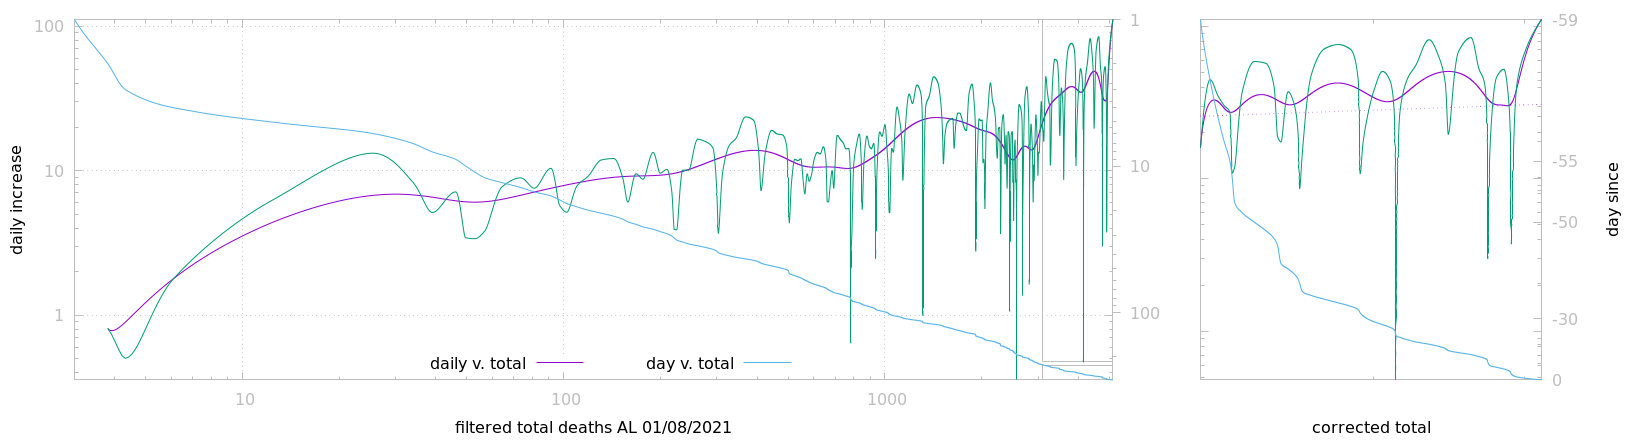 100
10
1
daily increase
daily v. total
day v. total
10
100
1000
filtered total deaths AL 01/08/2021
1
10
100
-59
-55
-50
-30
0
day since
corrected total